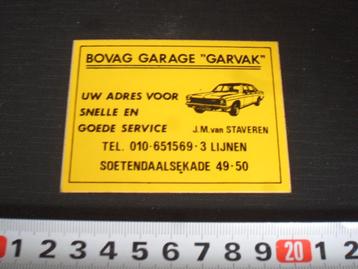 BOVAG GARAGE "GARVAK"
UW ADRES VOOR
SNELLE EN
GOEDE SERVICE
J.M. van STAVEREN
TEL. 010-651569-3 LIJNEN
SOETENDAALSEKADE 49-50
1 2 3 4 5 6 7 8 9 20 1 2